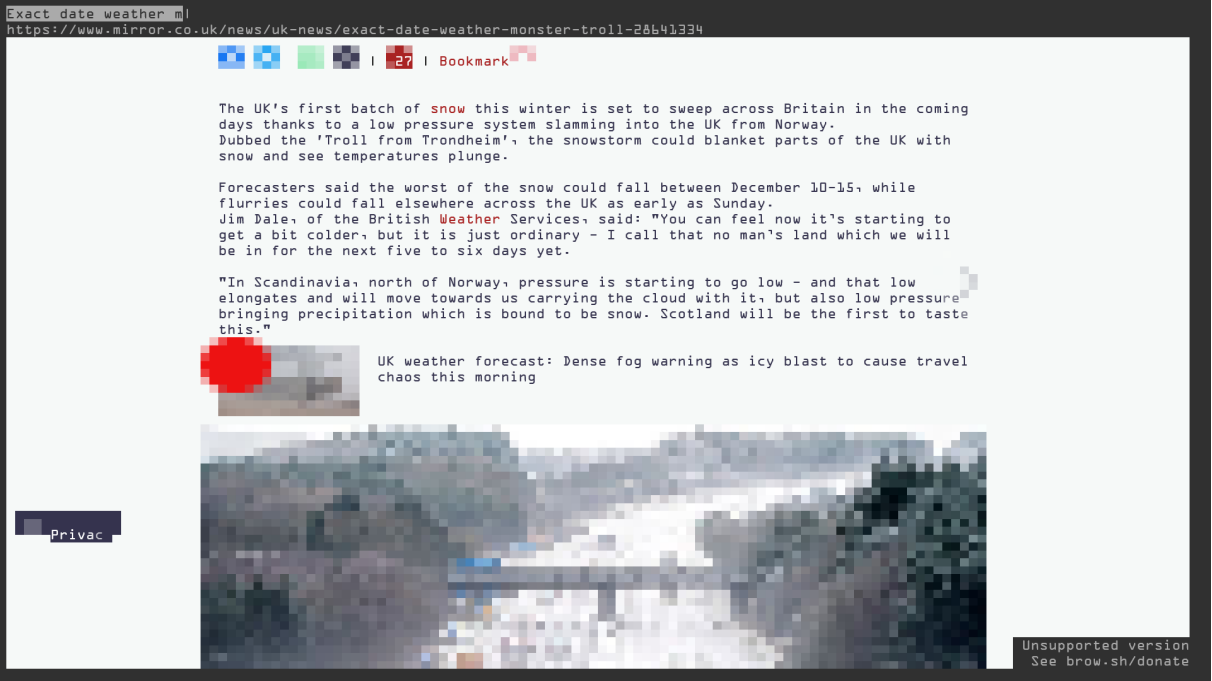 Exact date weather m
https://www.mirror.co.uk/news/uk-news/exact-date-weather-monster-troll-28641334
| 27 | Bookmark
The UK's first batch of snow this winter is set to sweep across Britain in the coming
days thanks to a low pressure system slamming into the UK from Norway.
Dubbed the 'Troll from Trondheim', the snowstorm could blanket parts of the UK with
snow and see temperatures plunge.
Forecasters said the worst of the snow could fall between December 10-15, while
flurries could fall elsewhere across the UK as early as Sunday.
Jim Dale, of the British Weather Services, said: "You can feel now it's starting to
get a bit colder, but it is just ordinary - I call that no man's land which we will
be in for the next five to six days yet.
"In Scandinavia, north of Norway, pressure is starting to go low - and that low
elongates and will move towards us carrying the cloud with it, but also low pressure
bringing precipitation which is bound to be snow. Scotland will be the first to taste
this."
UK weather forecast: Dense fog warning as icy blast to cause travel
chaos this morning
Privac
Unsupported version
See brow.sh/donate